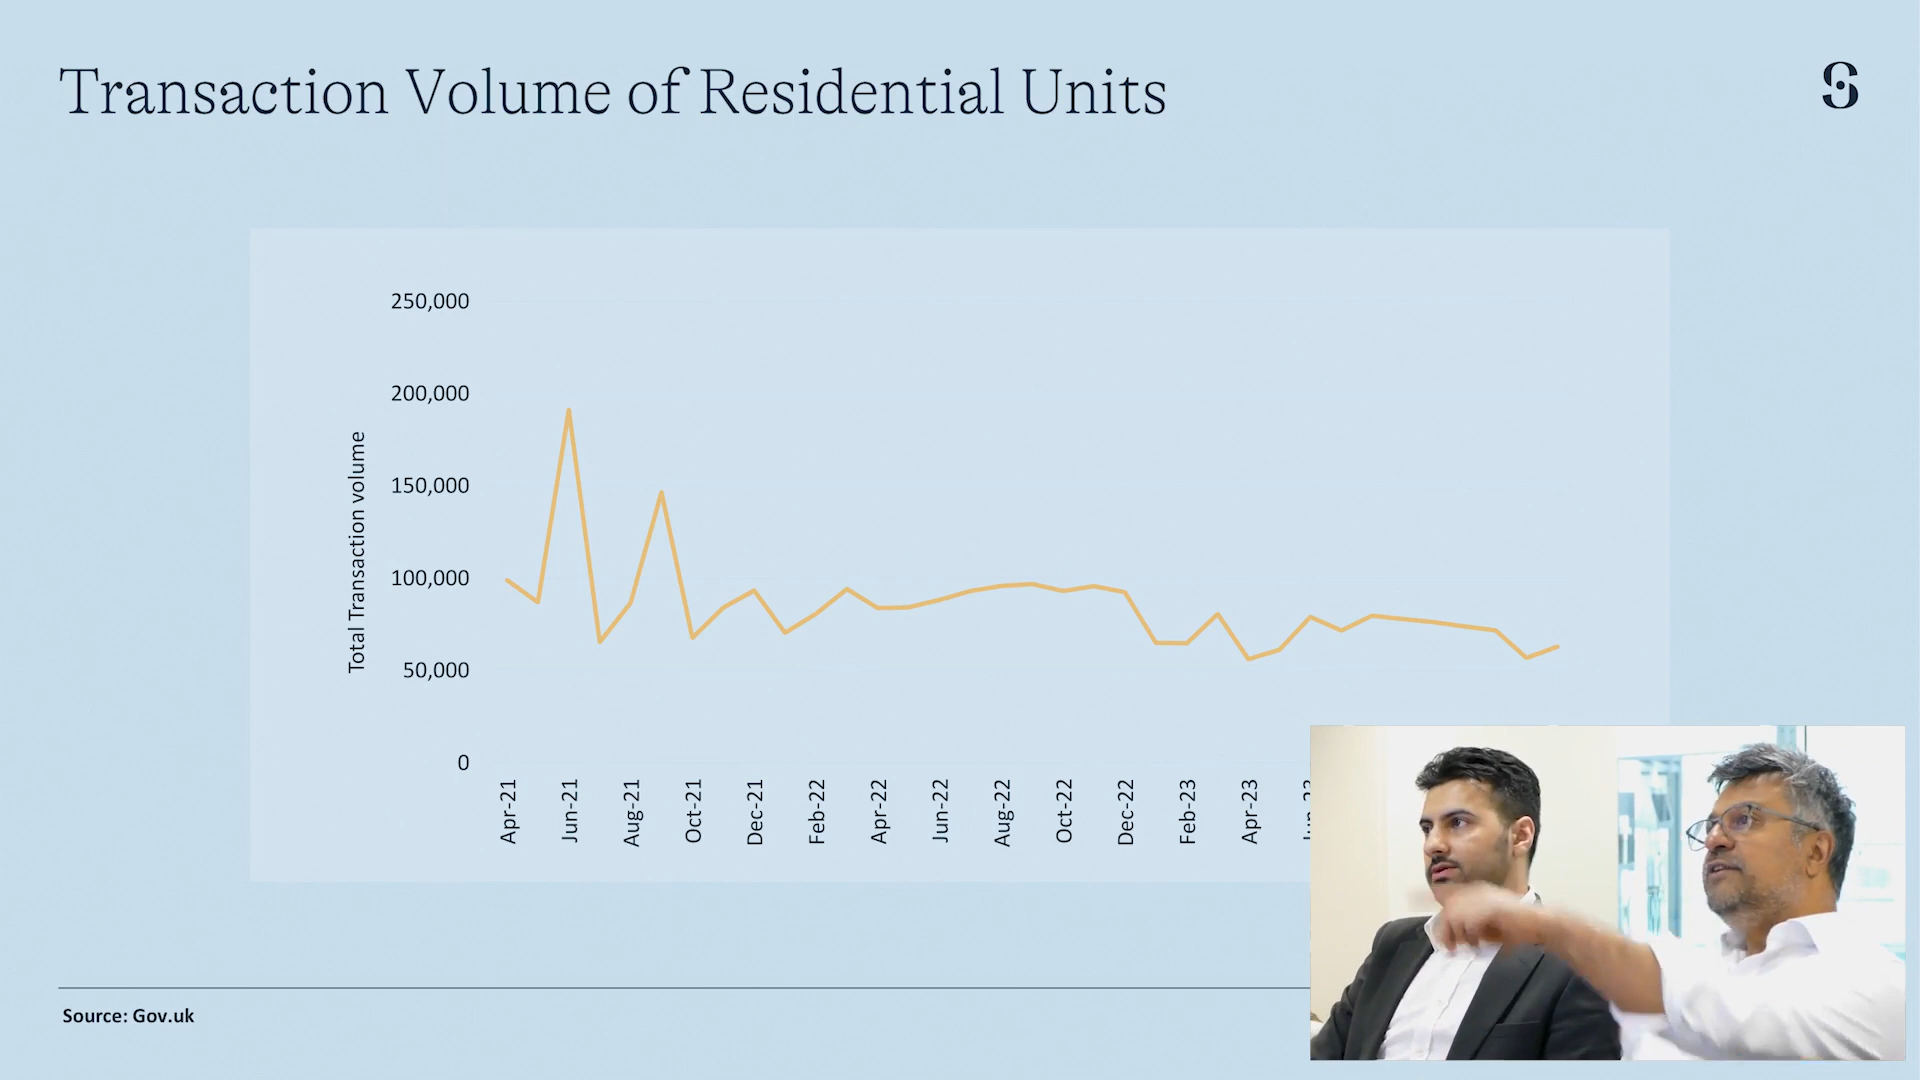 Transaction Volume of Residential Units
250,000
200,000
150,000
100,000
50,000
0
Total Transaction volume
Apr-21
Jun-21
Aug-21
Oct-21
Dec-21
Feb-22
Apr-22
Jun-22
Aug-22
Oct-22
Dec-22
Feb-23
Apr-23
Source: Gov.uk